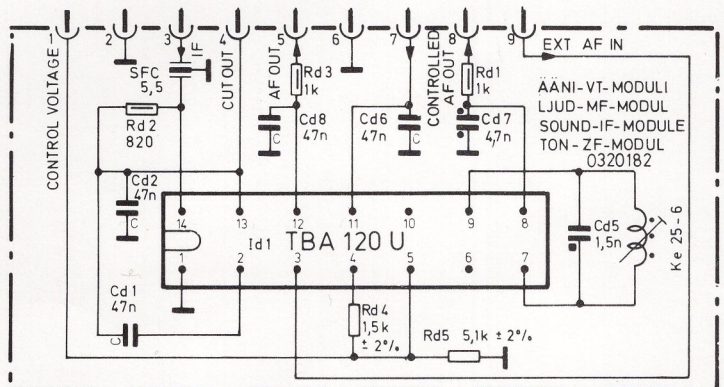 1 2 3 4 5 6 7 8 9
CONTROL VOLTAGE
IF
CUT OUT
AF OUT
CONTROLLED
AF OUT
EXT AF IN
SFC
5,5
Rd3
1k
Rd1
1k
ÄÄNI-VT-MODULI
LJUD-MF-MODUL
SOUND-IF-MODULE
TON-ZF-MODUL
0320182
Rd2
820
Cd8
47n
C
Cd6
47n
C
Cd7
4,7n
Cd2
47n
C
14 13 12 11 10 9 8
Id1 TBA 120 U
1 2 3 4 5 6 7
Cd5
1,5n
Ke 25-6
Cd1
47n
C
Rd4
1,5k
± 2%
Rd5 5,1k ± 2%